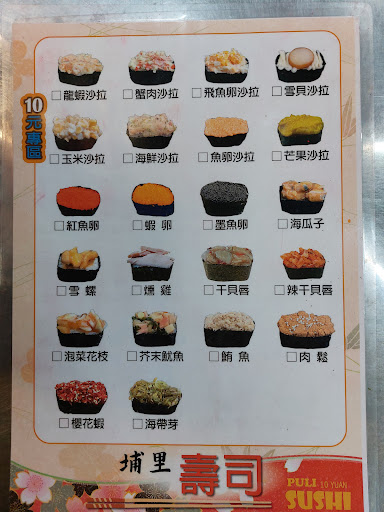 10元專區
□龍蝦沙拉 □蟹肉沙拉 □飛魚卵沙拉 □雪貝沙拉
□玉米沙拉 □海鮮沙拉 □魚卵沙拉 □芒果沙拉
□紅魚卵 □蝦 卵 □墨魚卵 □海瓜子
□雪 螺 □燻 雞 □干貝唇 □辣干貝唇
□泡菜花枝 □芥末魷魚 □鮪 魚 □肉 鬆
□櫻花蝦 □海帶芽
埔里 壽司
PULI
10 YUAN
SUSHI